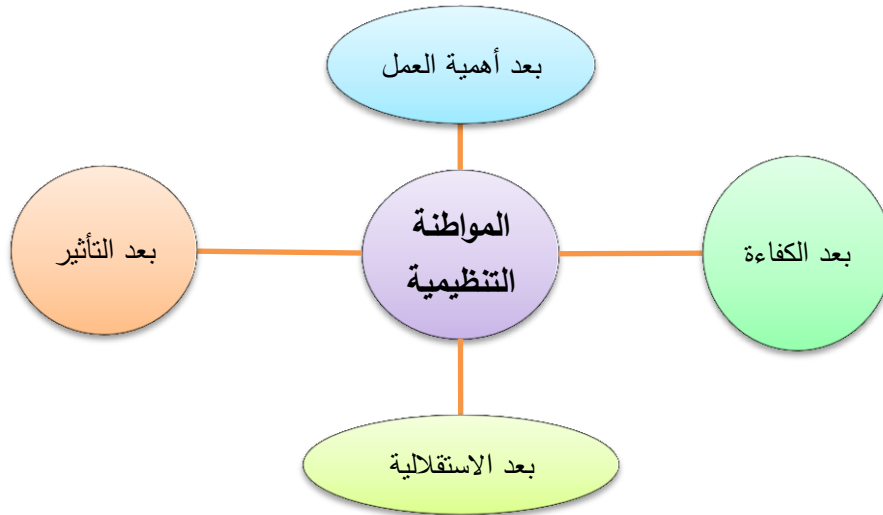 بعد أهمية العمل
المواطنة
التنظيمية
بعد الكفاءة
بعد التأثير
بعد الاستقلالية